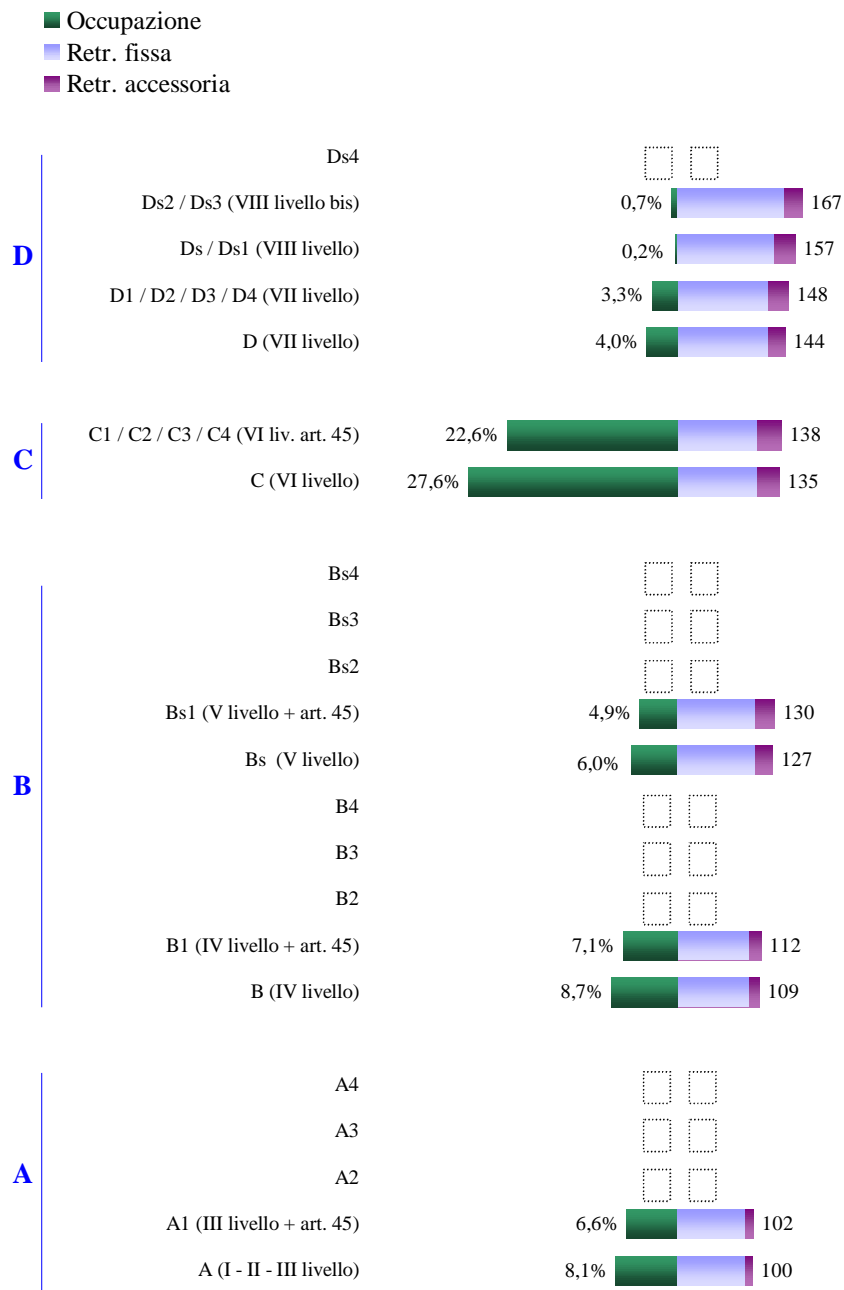 Occupazione
Retr. fissa
Retr. accessoria
D
Ds4
Ds2 / Ds3 (VIII livello bis) 0,7% 167
Ds / Ds1 (VIII livello) 0,2% 157
D1 / D2 / D3 / D4 (VII livello) 3,3% 148
D (VII livello) 4,0% 144
C
C1 / C2 / C3 / C4 (VI liv. art. 45) 22,6% 138
C (VI livello) 27,6% 135
B
Bs4
Bs3
Bs2
Bs1 (V livello + art. 45) 4,9% 130
Bs (V livello) 6,0% 127
B4
B3
B2
B1 (IV livello + art. 45) 7,1% 112
B (IV livello) 8,7% 109
A
A4
A3
A2
A1 (III livello + art. 45) 6,6% 102
A (I - II - III livello) 8,1% 100